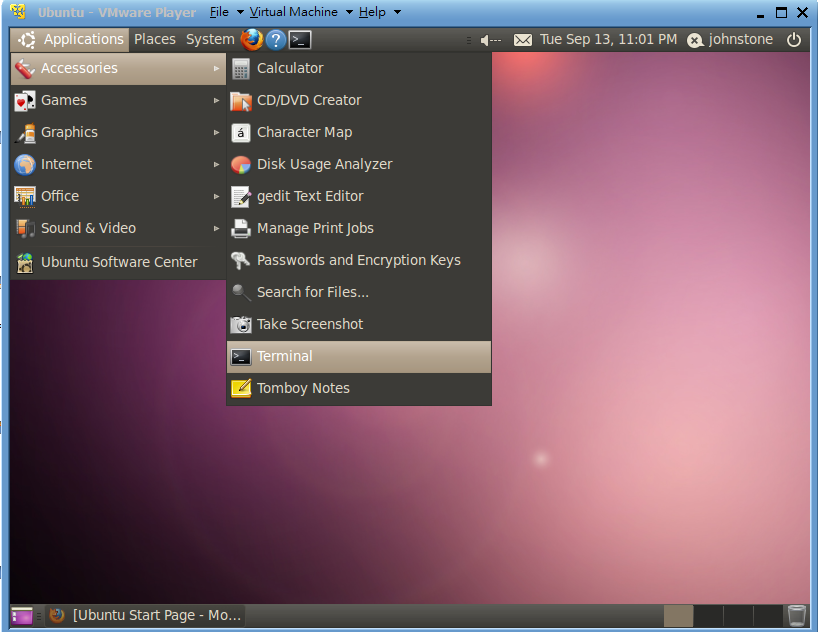 Ubuntu - VMware Player File Virtual Machine Help
Applications Places System Tue Sep 13, 11:01 PM johnstone
Accessories
Games
Graphics
Internet
Office
Sound & Video
Ubuntu Software Center
Calculator
CD/DVD Creator
Character Map
Disk Usage Analyzer
gedit Text Editor
Manage Print Jobs
Passwords and Encryption Keys
Search for Files...
Take Screenshot
Terminal
Tomboy Notes
[Ubuntu Start Page - Mo...